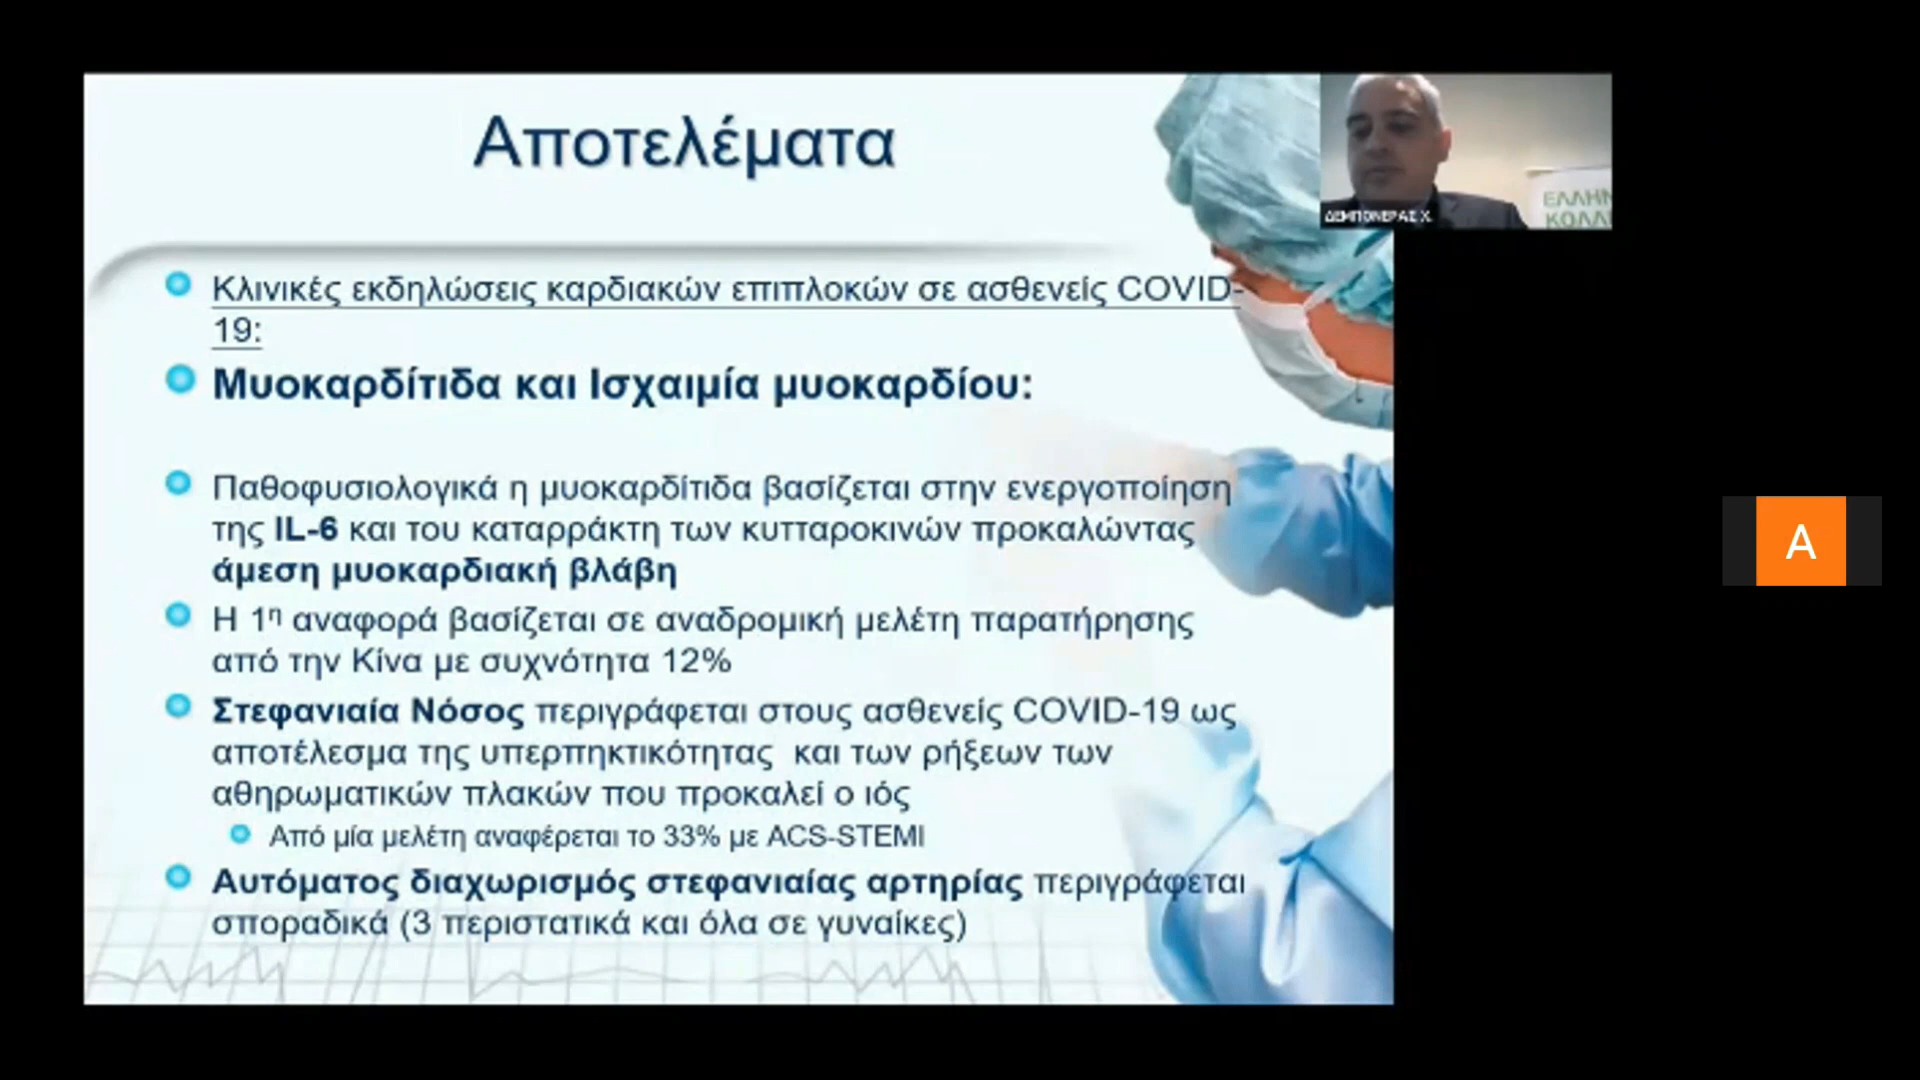 Αποτελέματα
Κλινικές εκδηλώσεις καρδιακών επιπλοκών σε ασθενείς COVID-
19:
Μυοκαρδίτιδα και Ισχαιμία μυοκαρδίου:
Παθοφυσιολογικά η μυοκαρδίτιδα βασίζεται στην ενεργοποίηση
της IL-6 και του καταρράκτη των κυτταροκινών προκαλώντας
άμεση μυοκαρδιακή βλάβη
Η 1η αναφορά βασίζεται σε αναδρομική μελέτη παρατήρησης
από την Κίνα με συχνότητα 12%
Στεφανιαία Νόσος περιγράφεται στους ασθενείς COVID-19 ως
αποτέλεσμα της υπερπηκτικότητας και των ρήξεων των
αθηρωματικών πλακών που προκαλεί ο ιός
Από μία μελέτη αναφέρεται το 33% με ACS-STEMI
Αυτόματος διαχωρισμός στεφανιαίας αρτηρίας περιγράφεται
σποραδικά (3 περιστατικά και όλα σε γυναίκες)
ΕΛΛΗΝ
ΚΟΛΛ
ΔΕΜΠΟΝΕΡΑΣ Χ.
A